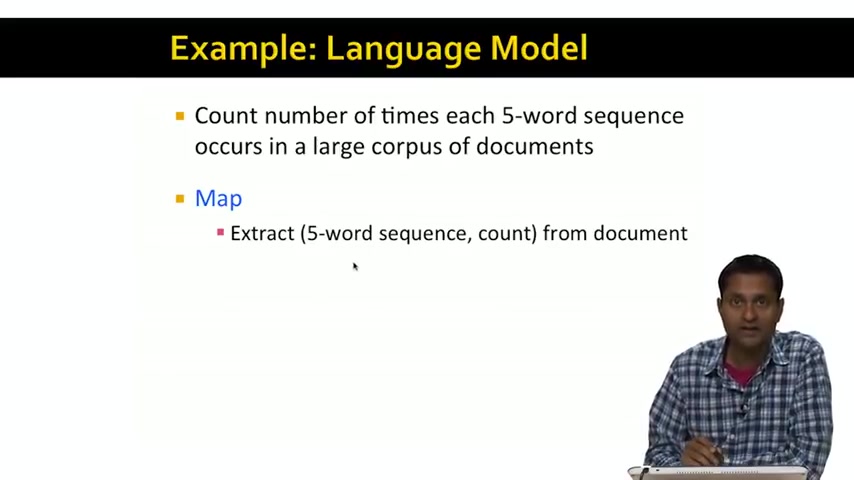 Example: Language Model
Count number of times each 5-word sequence
occurs in a large corpus of documents
Map
Extract (5-word sequence, count) from document